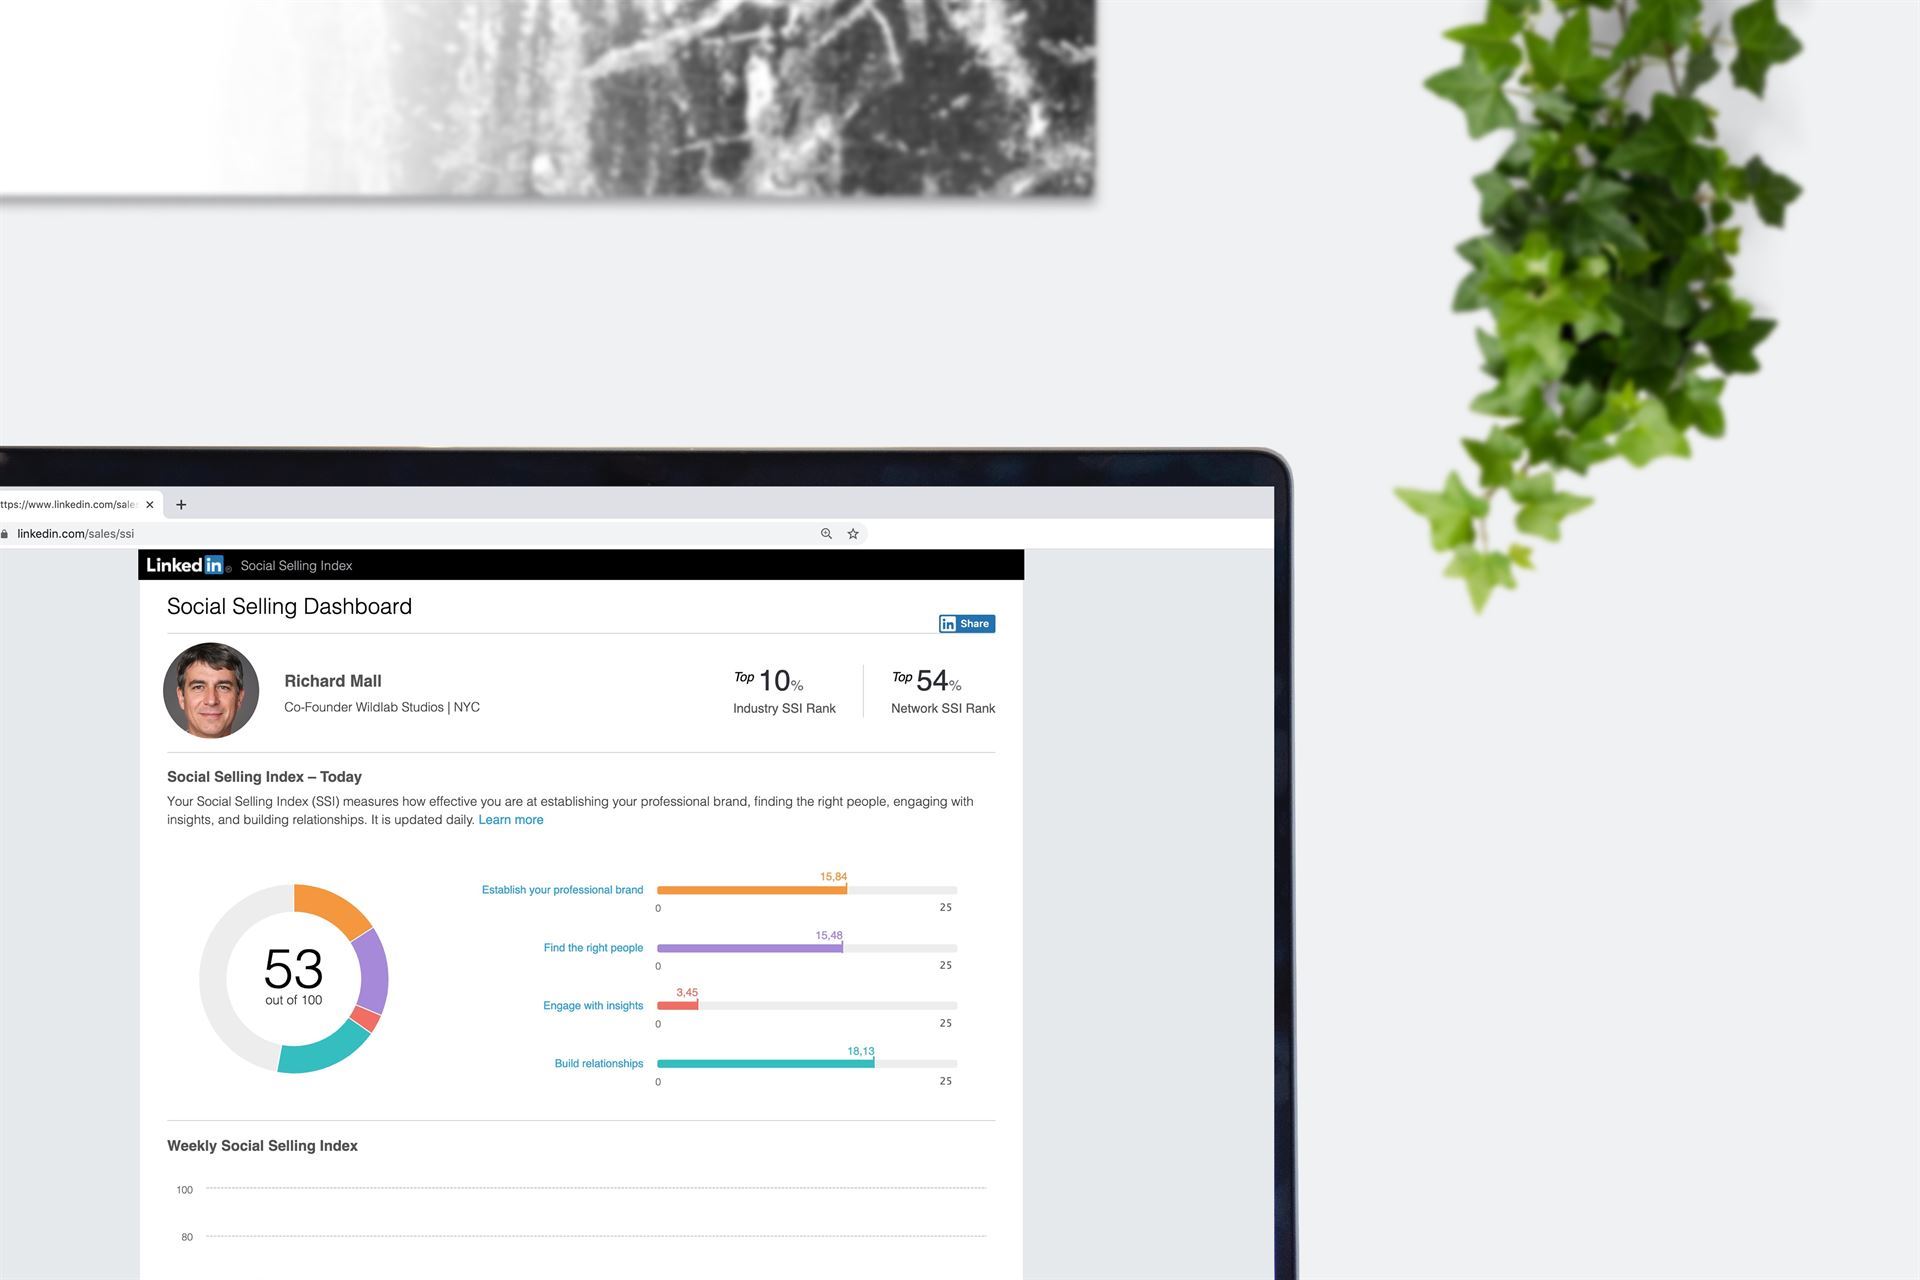 ttps://www.linkedin.com/sale
linkedin.com/sales/ssi
Linkedin® Social Selling Index
Social Selling Dashboard
in Share
Richard Mall
Co-Founder Wildlab Studios | NYC
Top 10%
Industry SSI Rank
Top 54%
Network SSI Rank
Social Selling Index – Today
Your Social Selling Index (SSI) measures how effective you are at establishing your professional brand, finding the right people, engaging with
insights, and building relationships. It is updated daily. Learn more
53
out of 100
15,84
Establish your professional brand
0 25
15,48
Find the right people
0 25
3,45
Engage with insights
0 25
18,13
Build relationships
0 25
Weekly Social Selling Index
100
80